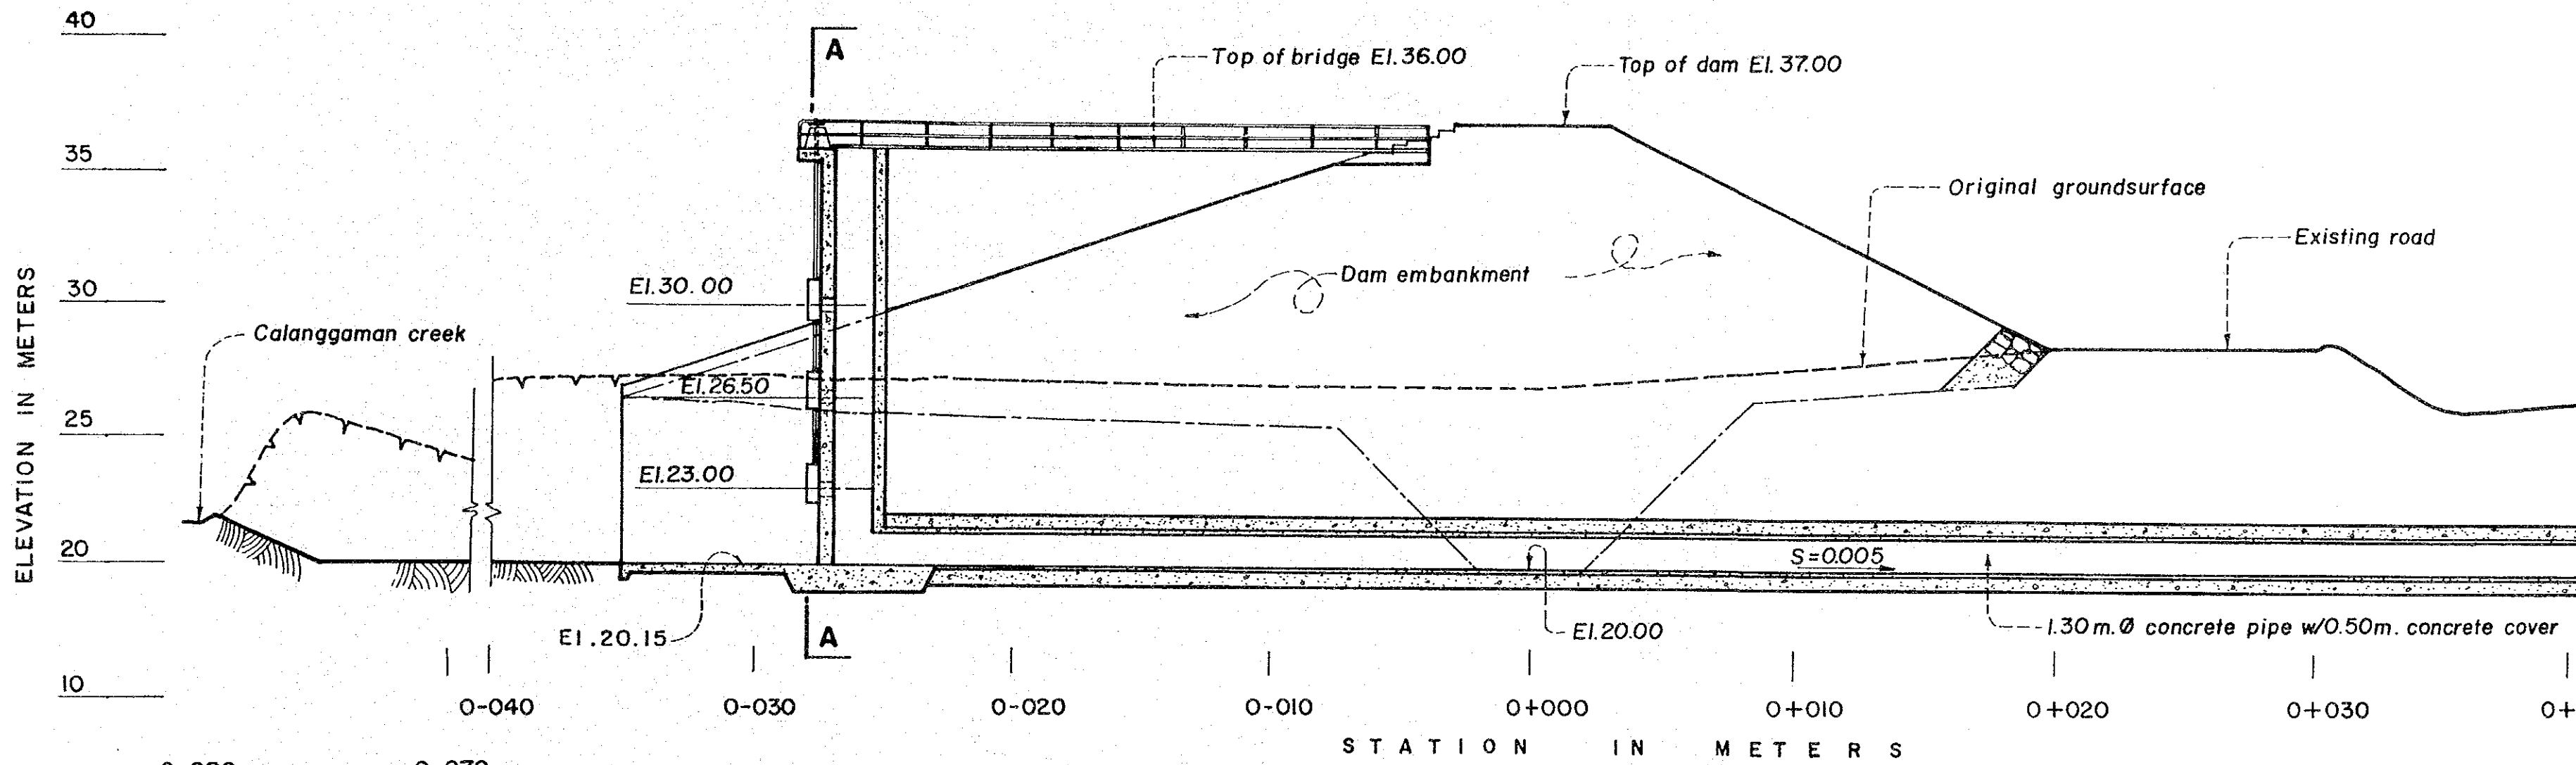 40
A
Top of bridge El.36.00
Top of dam El.37.00
35
Original groundsurface
Existing road
Dam embankment
El.30.00
30
Calanggaman creek
El.26.50
25
El.23.00
20
S=0.005
El.20.15
A
El.20.00
1.30m.Ø concrete pipe w/0.50m. concrete cover
10
ELEVATION IN METERS
0-040 0-030 0-020 0-010 0+000 0+010 0+020 0+030
STATION IN METERS